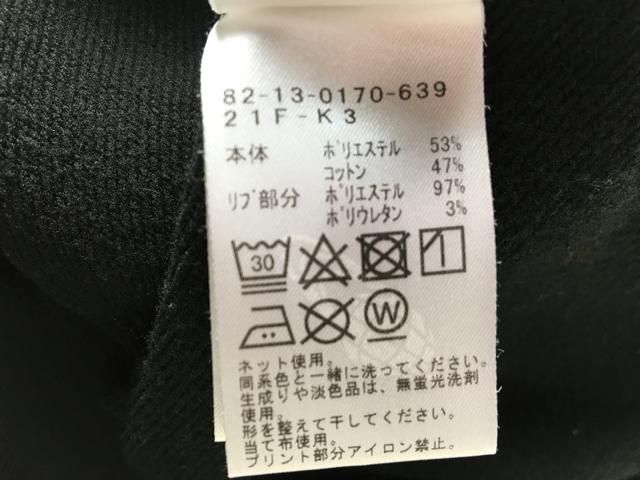 82-13-0170-639
21F-K3
本体 ポリエステル 53%
コットン 47%
リブ部分 ポリエステル 97%
ポリウレタン 3%
30
W
ネット使用。
同系色と一緒に洗ってください。
生成りや淡色品は、無蛍光洗剤
使用。
形を整えて干してください。
当て布使用。
プリント部分アイロン禁止。